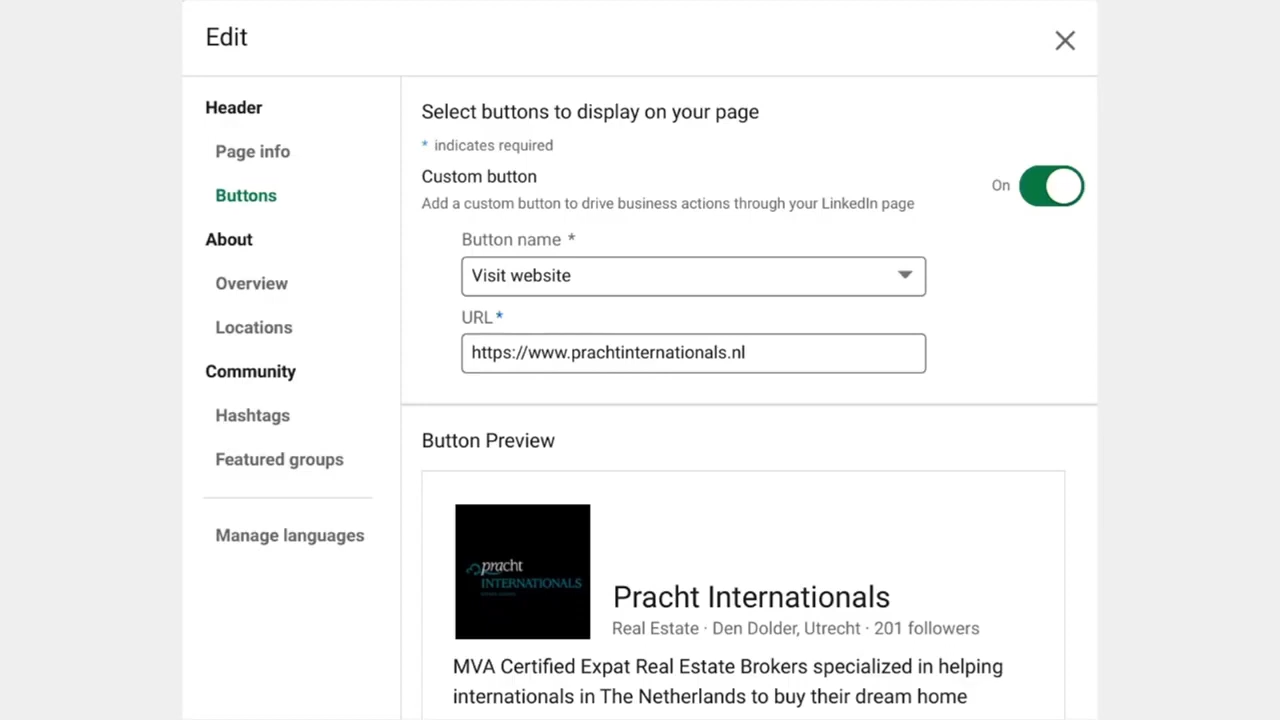 Edit
Header
Page info
Buttons
About
Overview
Locations
Community
Hashtags
Featured groups
Manage languages
Select buttons to display on your page
* indicates required
Custom button
On
Add a custom button to drive business actions through your LinkedIn page
Button name *
Visit website
URL*
https://www.prachtinternationals.nl
Button Preview
pracht
INTERNATIONALS
Pracht Internationals
Real Estate · Den Dolder, Utrecht · 201 followers
MVA Certified Expat Real Estate Brokers specialized in helping
internationals in The Netherlands to buy their dream home